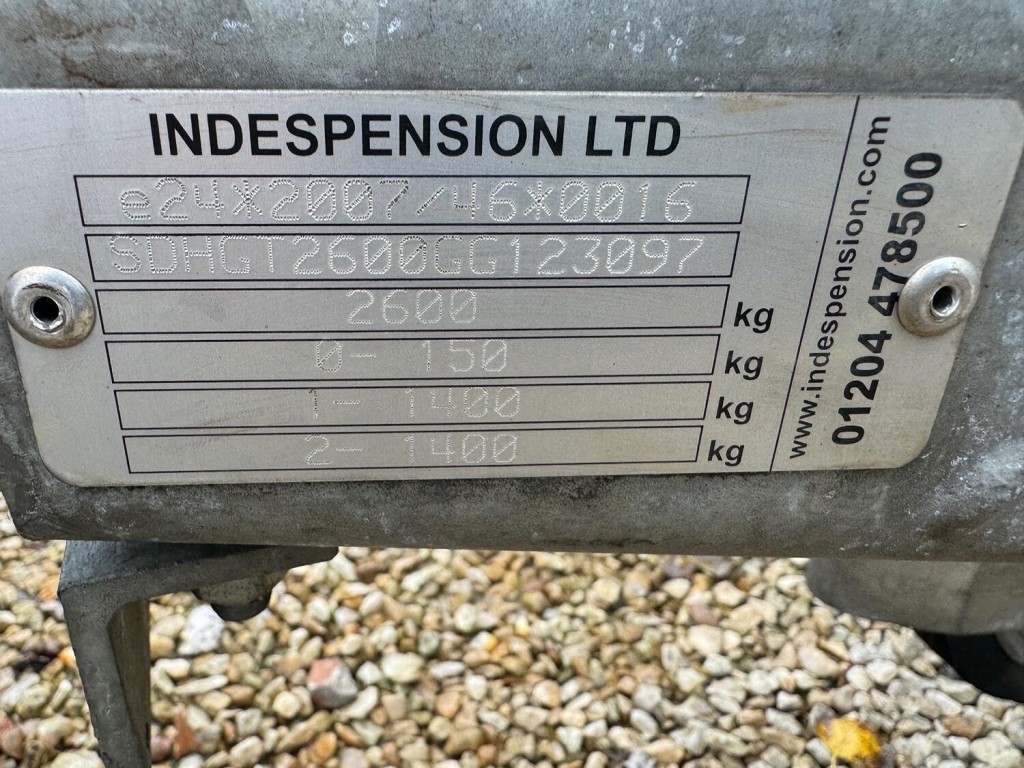 INDESPENSION LTD
e24*2007/46*0016
SDHGT2600GG123097
2600 kg
0- 150 kg
1- 1400 kg
2- 1400 kg
www.indespension.com
01204 478500